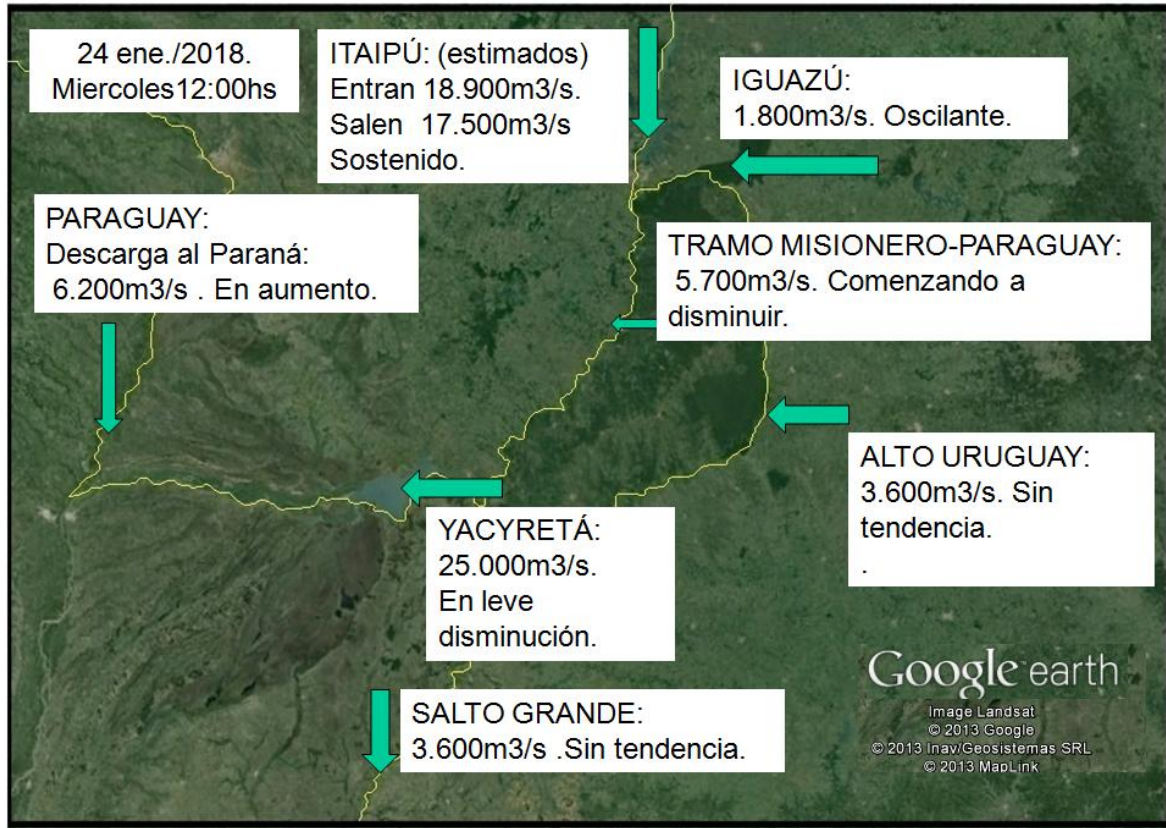 24 ene./2018.
Miercoles12:00hs
ITAIPÚ: (estimados)
Entran 18.900m3/s.
Salen 17.500m3/s
Sostenido.
IGUAZÚ:
1.800m3/s. Oscilante.
PARAGUAY:
Descarga al Paraná:
6.200m3/s . En aumento.
TRAMO MISIONERO-PARAGUAY:
5.700m3/s. Comenzando a
disminuir.
ALTO URUGUAY:
3.600m3/s. Sin
tendencia.
.
YACYRETÁ:
25.000m3/s.
En leve
disminución.
SALTO GRANDE:
3.600m3/s .Sin tendencia.
Google earth
Image Landsat
© 2013 Google
© 2013 Inav/Geosistemas SRL
© 2013 MapLink